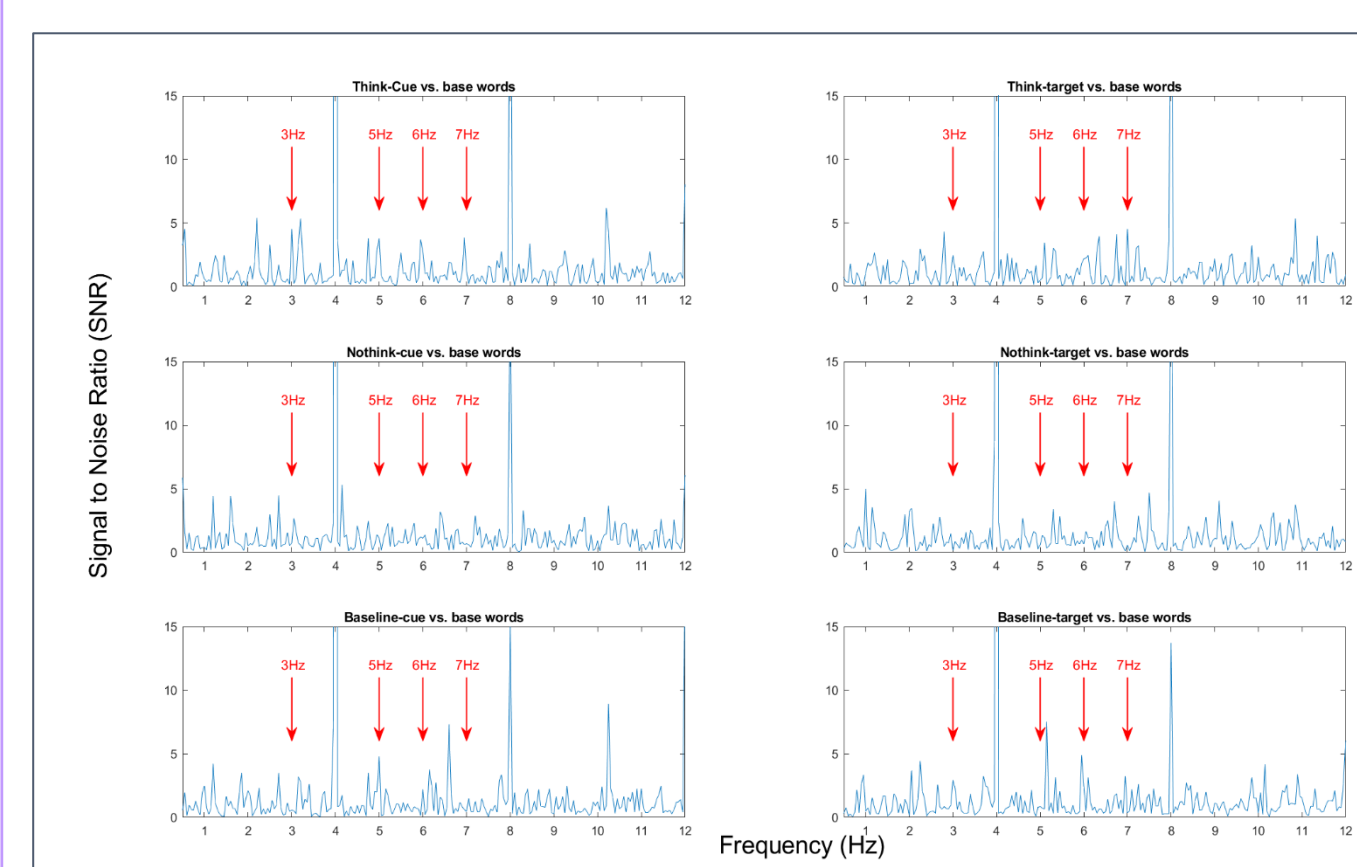 Think-Cue vs. base words
15
10
5
0
3Hz 5Hz 6Hz 7Hz
1 2 3 4 5 6 7 8 9 10 11 12
Think-target vs. base words
15
10
5
0
3Hz 5Hz 6Hz 7Hz
1 2 3 4 5 6 7 8 9 10 11 12
Signal to Noise Ratio (SNR)
Nothink-cue vs. base words
15
10
5
0
3Hz 5Hz 6Hz 7Hz
1 2 3 4 5 6 7 8 9 10 11 12
Nothink-target vs. base words
15
10
5
0
3Hz 5Hz 6Hz 7Hz
1 2 3 4 5 6 7 8 9 10 11 12
Baseline-cue vs. base words
15
10
5
0
3Hz 5Hz 6Hz 7Hz
1 2 3 4 5 6 7 8 9 10 11 12
Baseline-target vs. base words
15
10
5
0
3Hz 5Hz 6Hz 7Hz
1 2 3 4 5 6 7 8 9 10 11 12
Frequency (Hz)